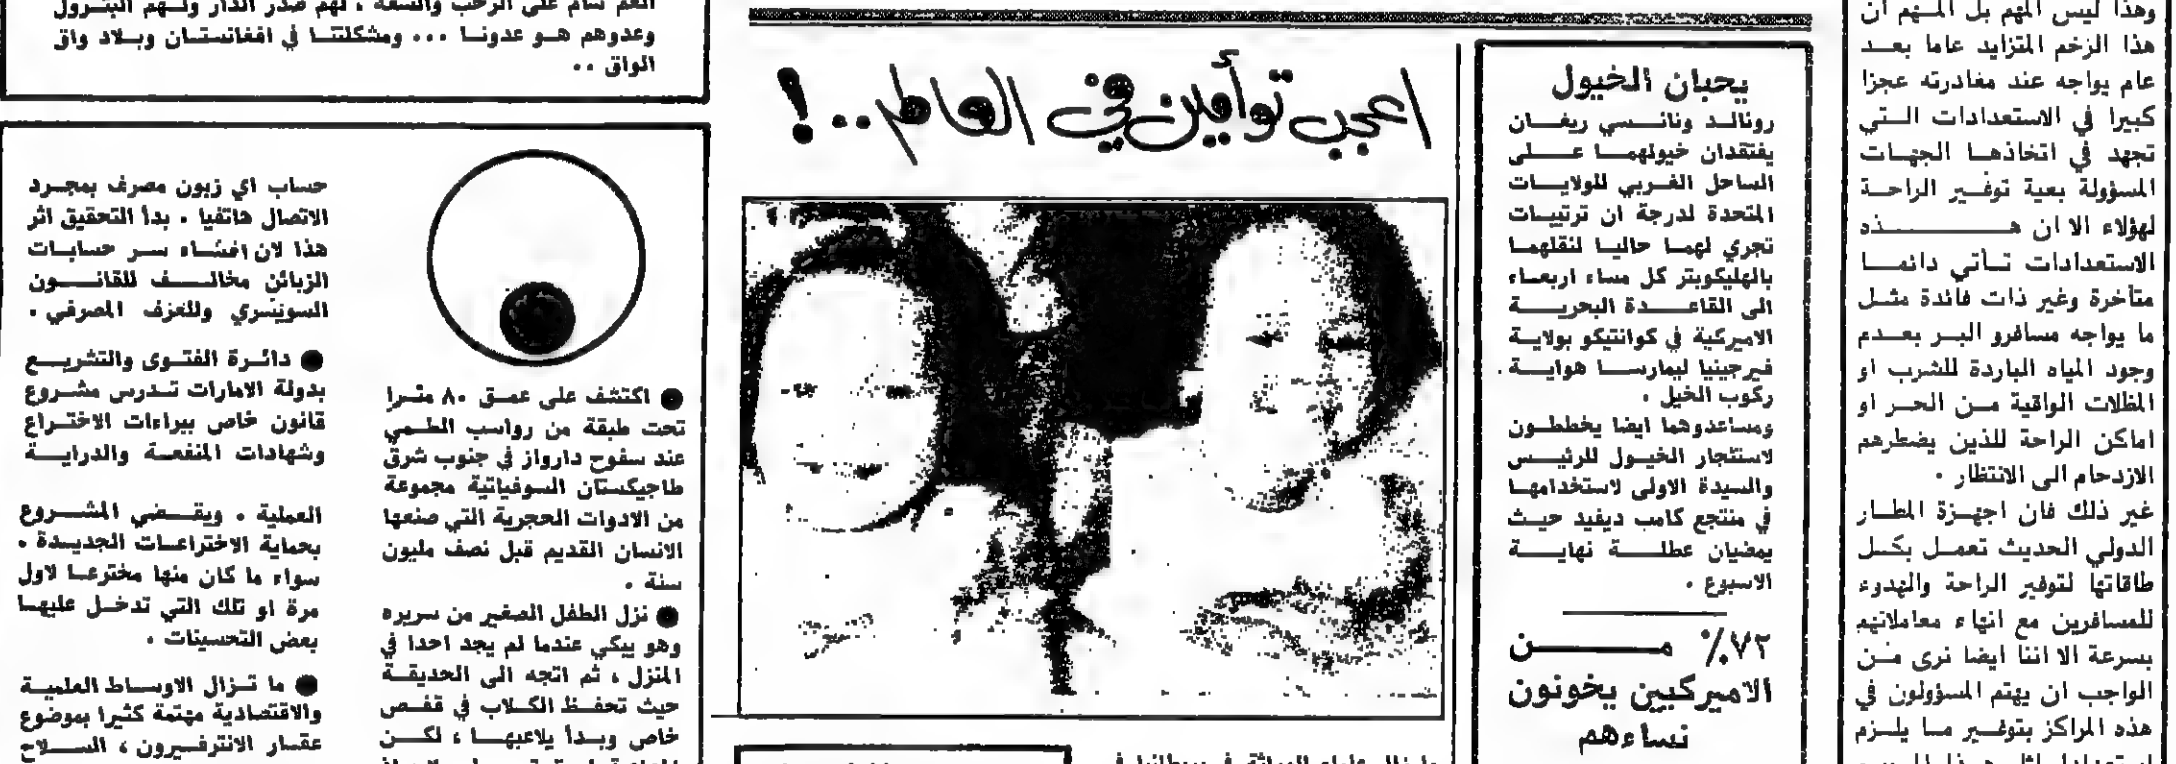 وهذا ليس المهم بل المهم ان
هذا الزخم المتزايد عاما بعد
عام يواجه عند مغادرته عجزا
كبيرا في الاستعدادات التي
تجهد في اتخاذها الجهات
المسؤولة بغية توفير الراحة
لهؤلاء الا ان هذه
الاستعدادات تأتي دائما
متأخرة وغير ذات فائدة مثل
ما يواجه مسافرو البر بعدم
وجود المياه الباردة للشرب او
المظلات الواقية من الحر او
اماكن الراحة للذين يضطرهم
الازدحام الى الانتظار .
غير ذلك فان اجهزة المطار
الدولي الحديث تعمل بكل
طاقاتها لتوفير الراحة والهدوء
للمسافرين مع انهاء معاملاتهم
بسرعة الا اننا ايضا نرى من
الواجب ان يهتم المسؤولون في
هذه المراكز بتوفير ما يلزم
يحبان الخيول
رونالد ونانسي ريغان
يفتقدان خيولهما على
الساحل الغربي للولايات
المتحدة لدرجة ان ترتيبات
تجري لهما حاليا لنقلهما
بالهليكوبتر كل مساء اربعاء
الى القاعدة البحرية
الاميركية في كوانتيكو بولاية
فيرجينيا ليمارسا هواية
ركوب الخيل .
ومساعدوهما ايضا يخططون
لاستئجار الخيول للرئيس
والسيدة الاولى لاستخدامها
في منتجع كامب ديفيد حيث
يمضيان عطلة نهاية
الاسبوع .
٧٢٪ من
الاميركيين يخونون
نساءهم
اعجب توأمين في العالم ..!
وعدوهم هو عدونا ... ومشكلتنا في افغانستان وبلاد واق
الواق ..
● اكتشف على عمق ٨٠ مترا
تحت طبقة من رواسب الطمي
عند سفوح دارواز في جنوب شرق
طاجيكستان السوفياتية مجموعة
من الادوات الحجرية التي صنعها
الانسان القديم قبل نصف مليون
سنة .
● نزل الطفل الصغير من سريره
وهو يبكي عندما لم يجد احدا في
المنزل ، ثم اتجه الى الحديقة
حيث تحفظ الكلاب في قفص
خاص وبدأ يلاعبها ، لكن
حساب اي زبون مصرف بمجرد
الاتصال هاتفيا . بدأ التحقيق اثر
هذا لان افشاء سر حسابات
الزبائن مخالف للقانون
السويسري وللعرف المصرفي .
● دائرة الفتوى والتشريع
بدولة الامارات تدرس مشروع
قانون خاص ببراءات الاختراع
وشهادات المنفعة والدراية
العملية . ويقضي المشروع
بحماية الاختراعات الجديدة .
سواء ما كان منها مخترعا لاول
مرة او تلك التي تدخل عليها
بعض التحسينات .
● ما تزال الاوساط العلمية
والاقتصادية مهتمة كثيرا بموضوع
عقار الانترفيرون ، السلاح